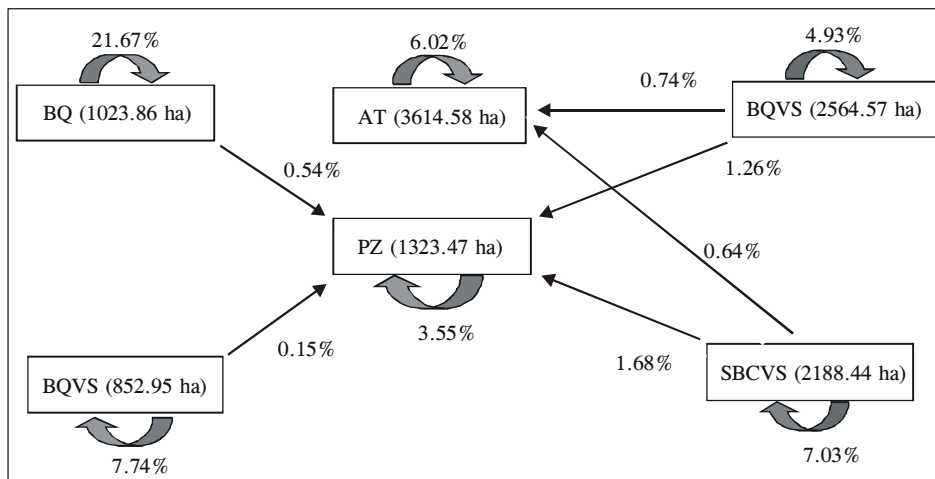 21.67%
6.02%
4.93%
BQ (1023.86 ha)
AT (3614.58 ha)
0.74%
BQVS (2564.57 ha)
0.54%
1.26%
PZ (1323.47 ha)
0.64%
3.55%
0.15%
1.68%
BQVS (852.95 ha)
SBCVS (2188.44 ha)
7.74%
7.03%